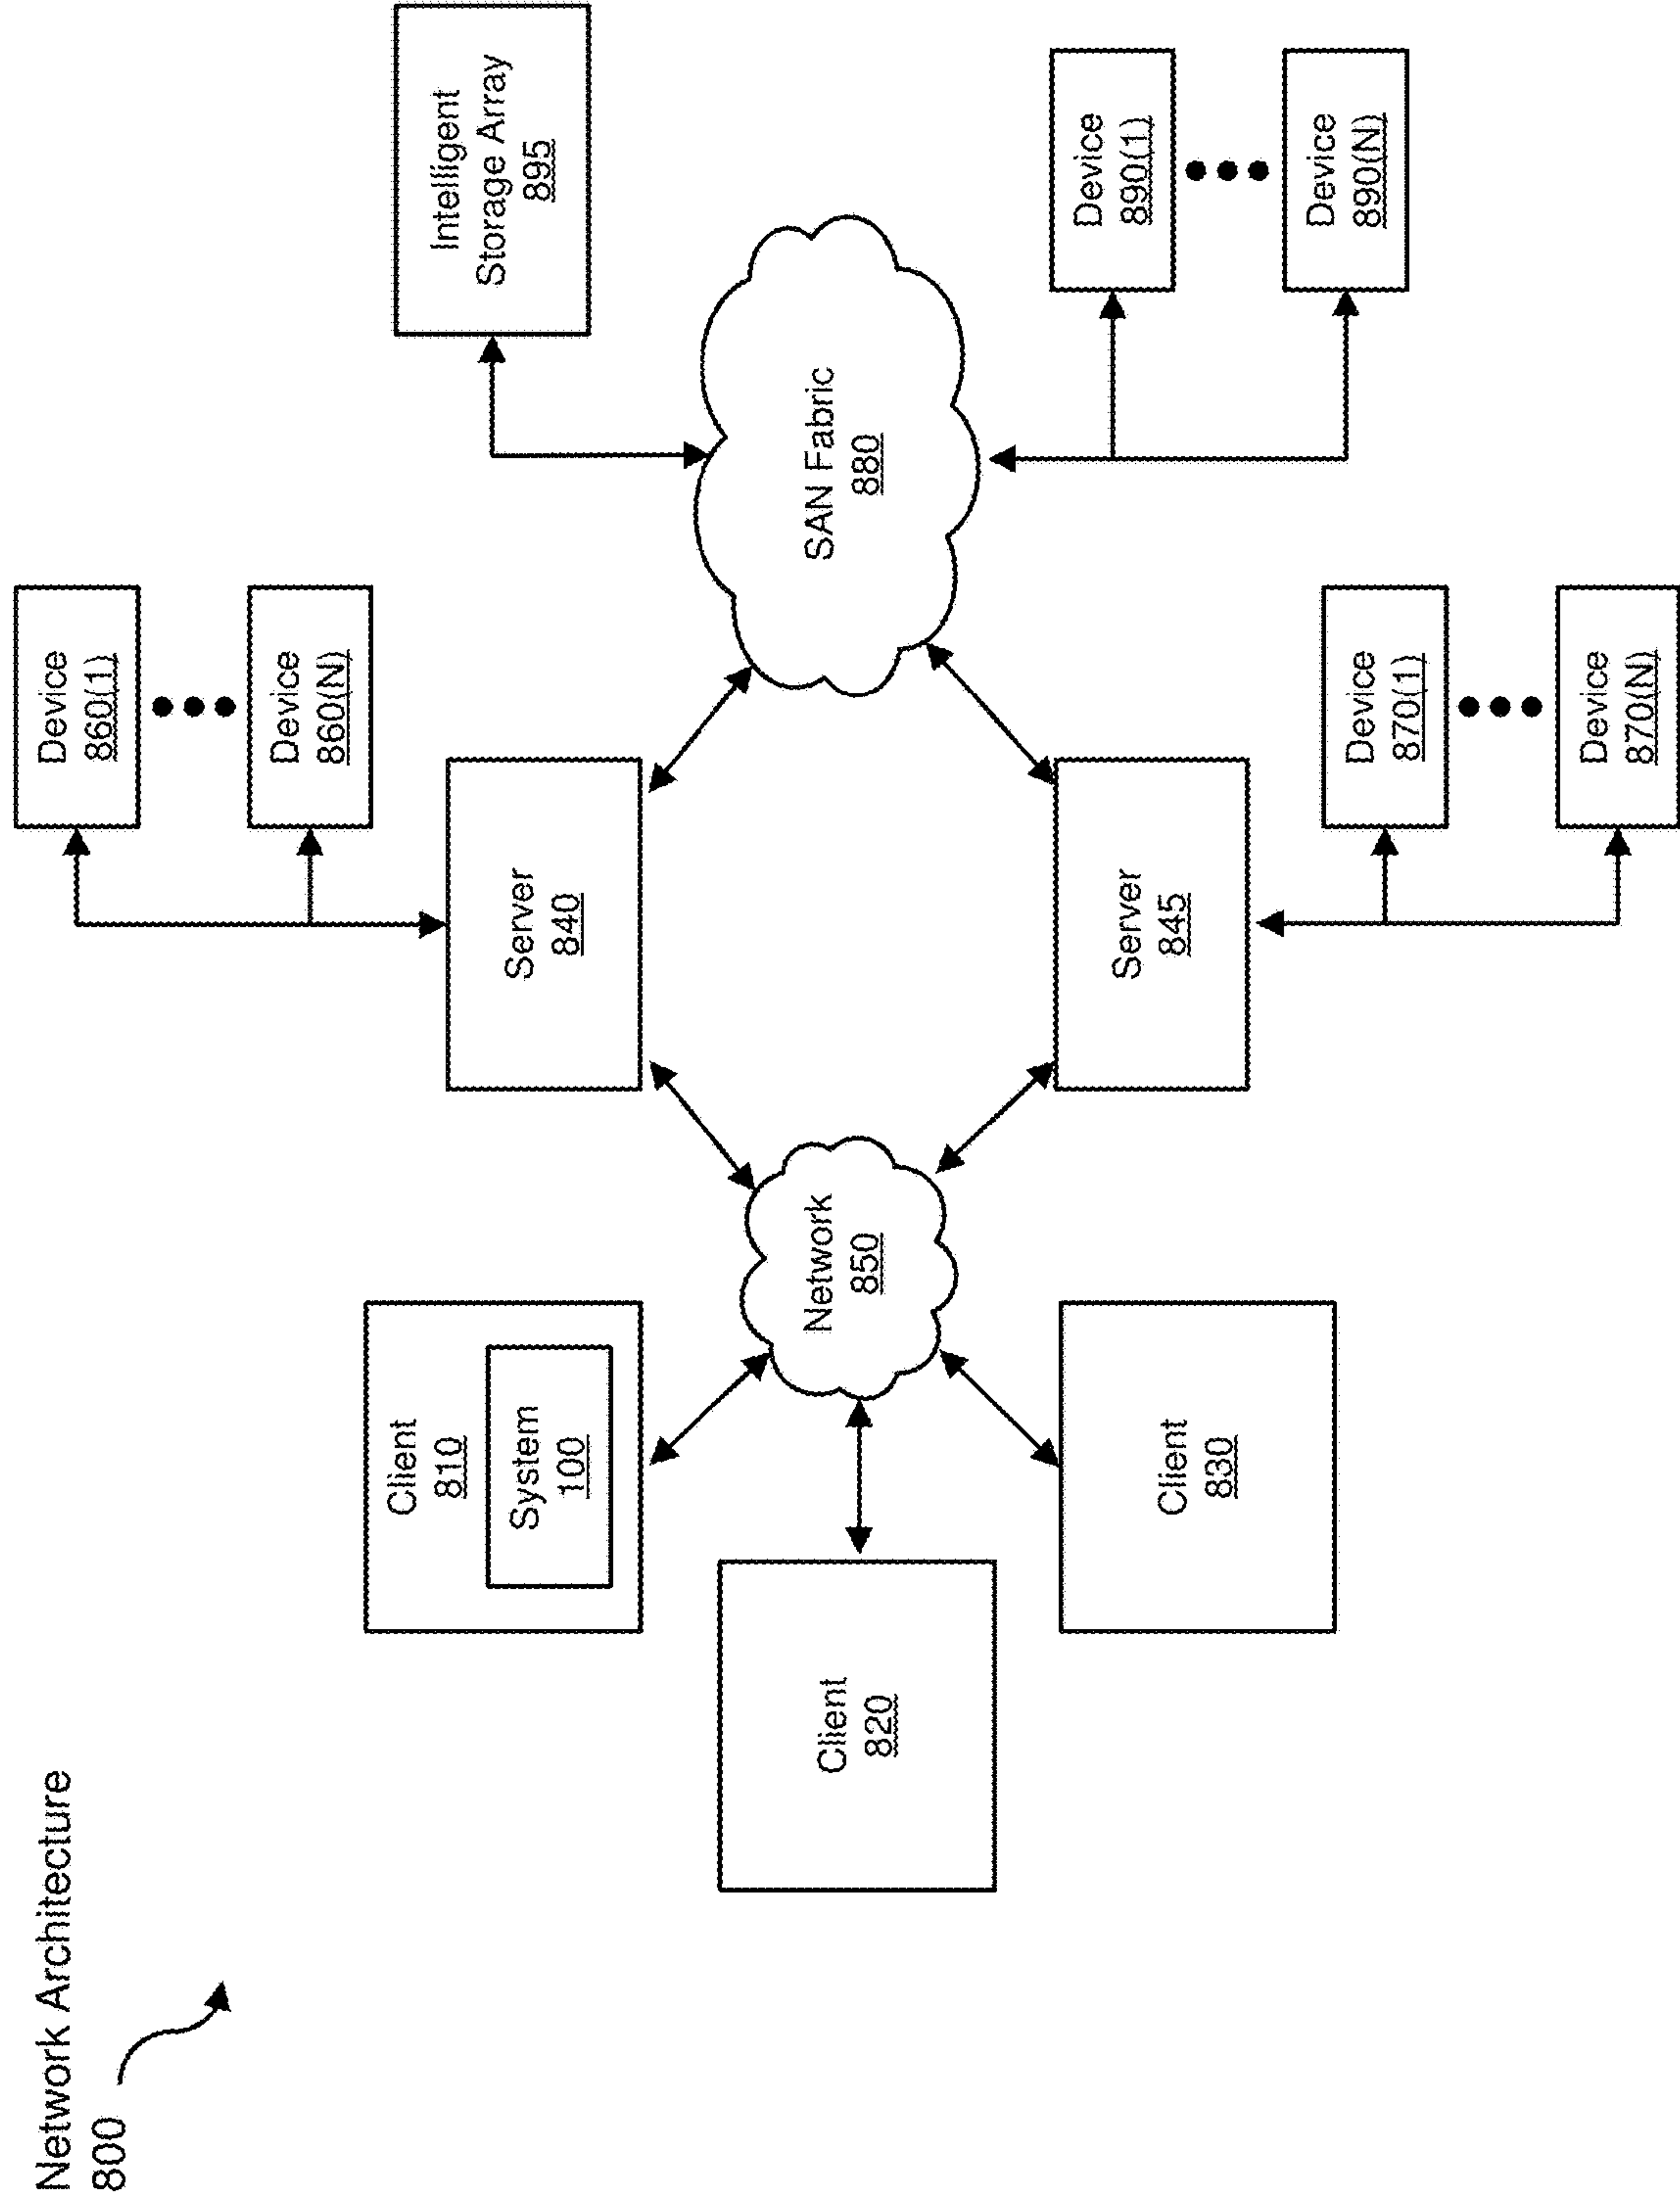 Network Architecture
800
Device
860(1)
Device
860(N)
Intelligent
Storage Array
895
Client
810
System
100
Server
840
Client
820
Network
850
SAN Fabric
880
Client
830
Server
845
Device
890(1)
Device
890(N)
Device
870(1)
Device
870(N)